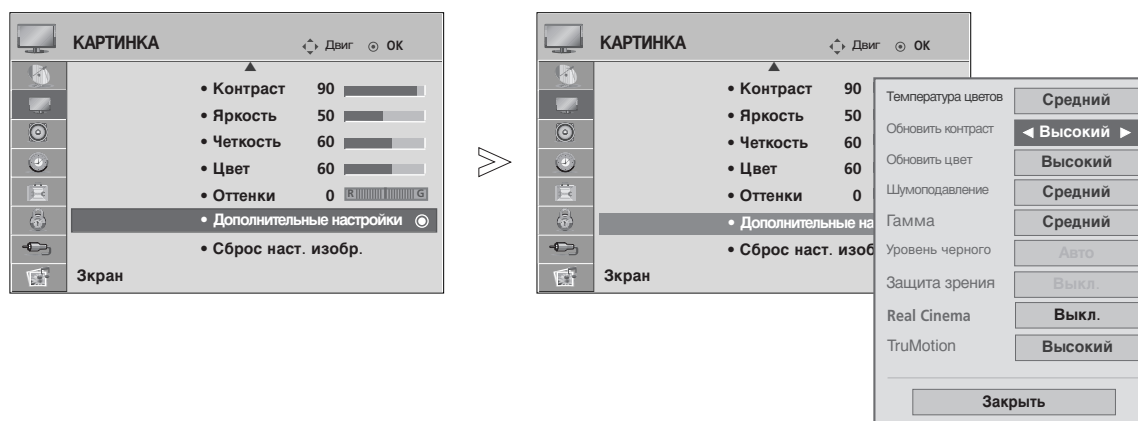 КАРТИНКА
Двиг
ОК
• Контраст 90
• Яркость 50
• Четкость 60
• Цвет 60
• Оттенки 0 R G
• Дополнительные настройки
• Сброс наст. изобр.
Зкран
КАРТИНКА
Двиг
ОК
• Контраст 90
• Яркость 50
• Четкость 60
• Цвет 60
• Оттенки 0
• Дополнительные на
• Сброс наст. изоб
Зкран
Температура цветов Средний
Обновить контраст ◀ Высокий ▶
Обновить цвет Высокий
Шумоподавление Средний
Гамма Средний
Уровень черного Авто
Защита зрения Выкл.
Real Cinema Выкл.
TruMotion Высокий
Закрыть